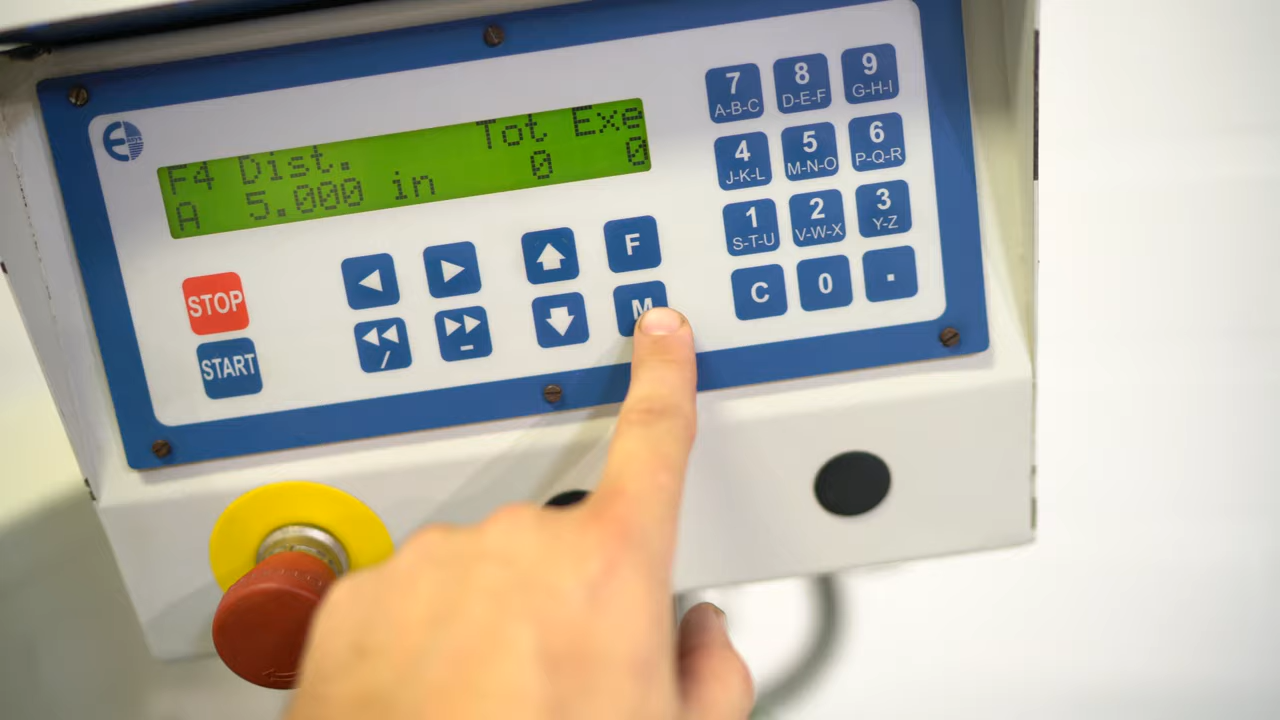 Tot Exe
F4 Dist.
A 5.000 in 0 0
STOP
START
/
-
F
M
7
A-B-C
8
D-E-F
9
G-H-I
4
J-K-L
5
M-N-O
6
P-Q-R
1
S-T-U
2
V-W-X
3
Y-Z
C
0
.